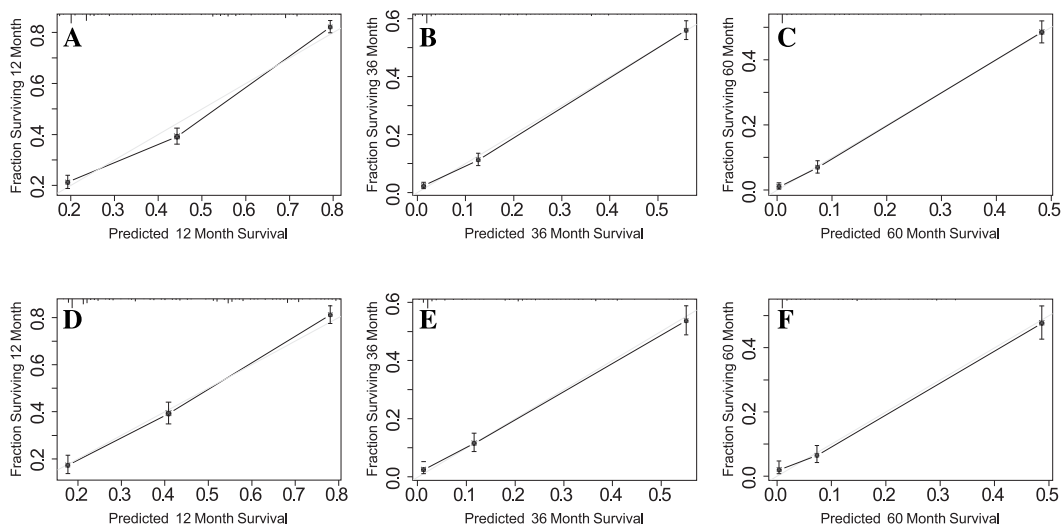 A
Fraction Surviving 12 Month
0.8
0.6
0.4
0.2
0.2 0.3 0.4 0.5 0.6 0.7 0.8
Predicted 12 Month Survival
B
Fraction Surviving 36 Month
0.6
0.4
0.2
0.0
0.0 0.1 0.2 0.3 0.4 0.5
Predicted 36 Month Survival
C
Fraction Surviving 60 Month
0.4
0.2
0.0
0.0 0.1 0.2 0.3 0.4 0.5
Predicted 60 Month Survival
D
Fraction Surviving 12 Month
0.8
0.6
0.4
0.2
0.2 0.3 0.4 0.5 0.6 0.7 0.8
Predicted 12 Month Survival
E
Fraction Surviving 36 Month
0.6
0.4
0.2
0.0
0.0 0.1 0.2 0.3 0.4 0.5
Predicted 36 Month Survival
F
Fraction Surviving 60 Month
0.4
0.2
0.0
0.0 0.1 0.2 0.3 0.4 0.5
Predicted 60 Month Survival